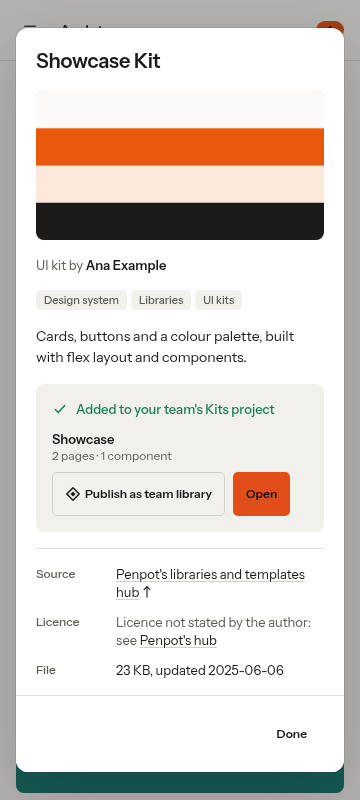 Showcase Kit
UI kit by Ana Example
Design system
Libraries
UI kits
Cards, buttons and a colour palette, built
with flex layout and components.
Added to your team's Kits project
Showcase
2 pages · 1 component
Publish as team library
Open
Source
Penpot's libraries and templates
hub ↑
Licence
Licence not stated by the author:
see Penpot's hub
File
23 KB, updated 2025-06-06
Done